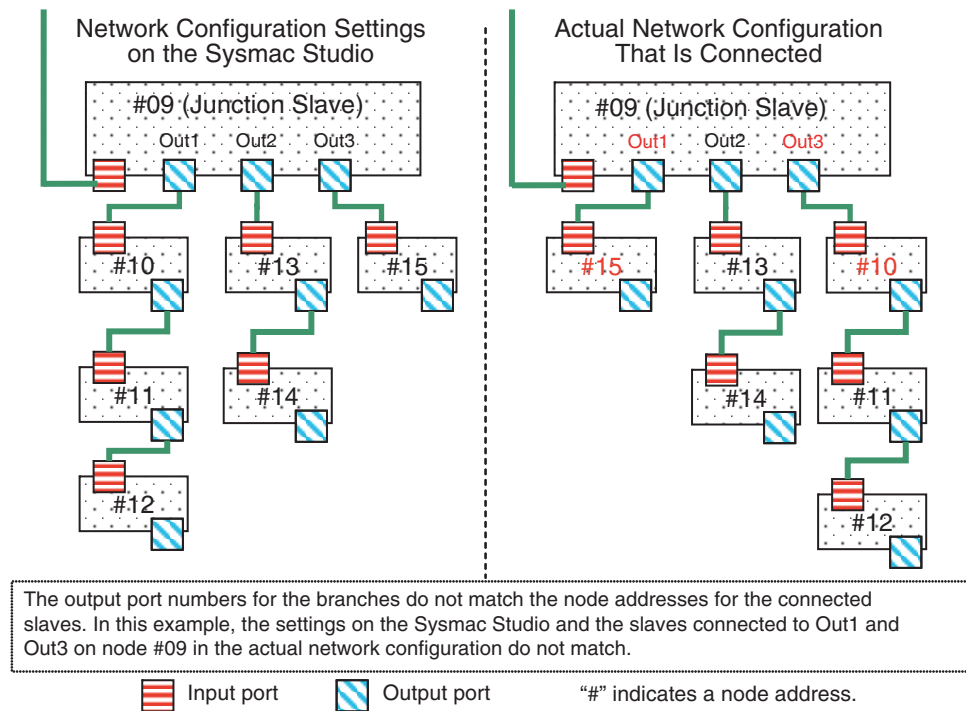 Network Configuration Settings
on the Sysmac Studio
#09 (Junction Slave)
Out1 Out2 Out3
#10 #13 #15
#11 #14
#12
Actual Network Configuration
That Is Connected
#09 (Junction Slave)
Out1 Out2 Out3
#15 #13 #10
#14 #11
#12
The output port numbers for the branches do not match the node addresses for the connected
slaves. In this example, the settings on the Sysmac Studio and the slaves connected to Out1 and
Out3 on node #09 in the actual network configuration do not match.
Input port Output port “#” indicates a node address.